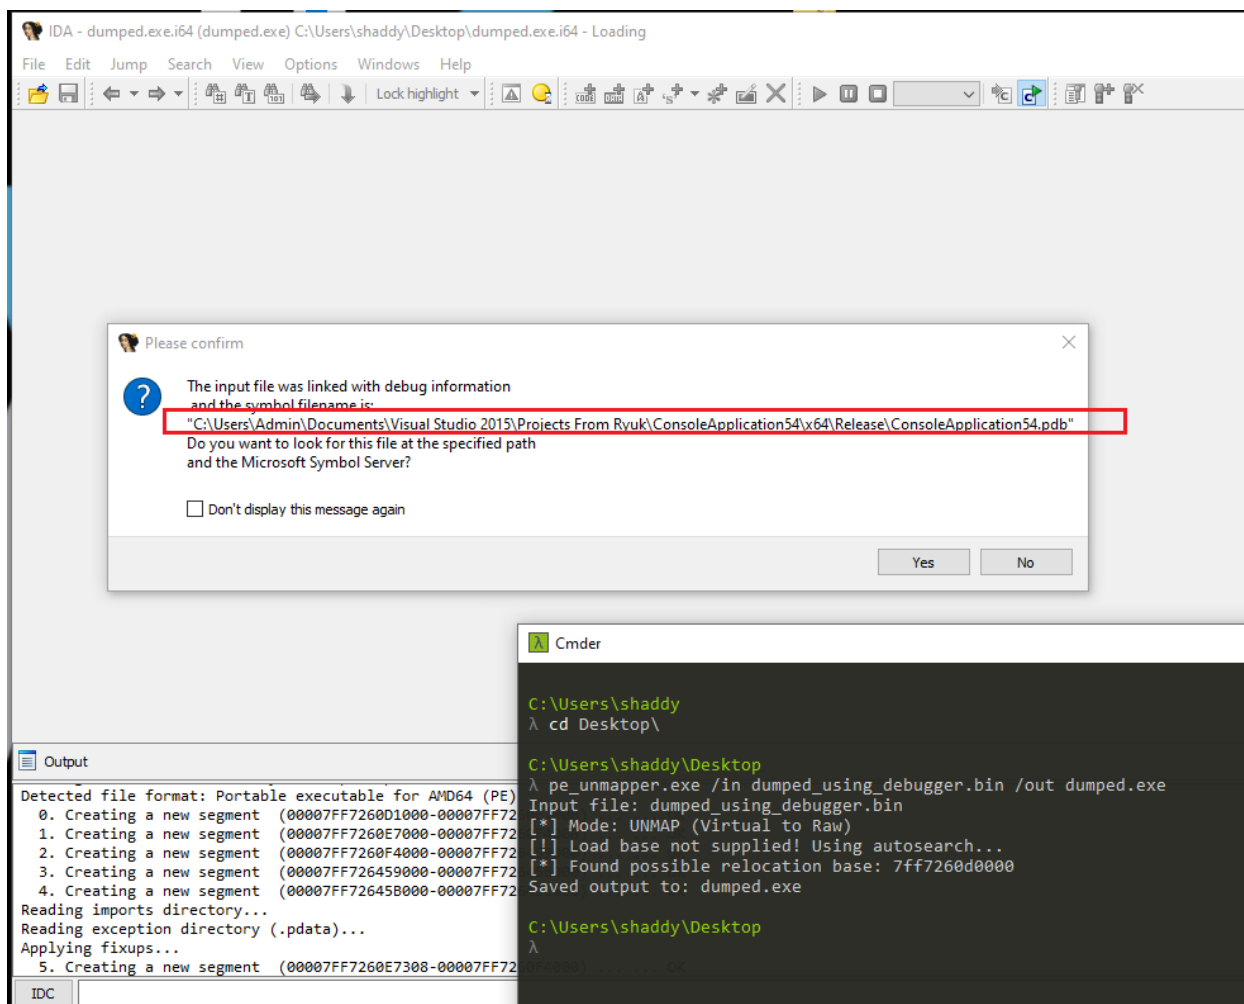 IDA - dumped.exe.i64 (dumped.exe) C:\Users\shaddy\Desktop\dumped.exe.i64 - Loading
File Edit Jump Search View Options Windows Help
Lock highlight
Please confirm
The input file was linked with debug information
and the symbol filename is:
"C:\Users\Admin\Documents\Visual Studio 2015\Projects From Ryuk\ConsoleApplication54\x64\Release\ConsoleApplication54.pdb"
Do you want to look for this file at the specified path
and the Microsoft Symbol Server?
Don't display this message again
Yes No
Output
Detected file format: Portable executable for AMD64 (PE)
0. Creating a new segment (00007FF7260D1000-00007FF72
1. Creating a new segment (00007FF7260E7000-00007FF72
2. Creating a new segment (00007FF7260F4000-00007FF72
3. Creating a new segment (00007FF726459000-00007FF72
4. Creating a new segment (00007FF72645B000-00007FF72
Reading imports directory...
Reading exception directory (.pdata)...
Applying fixups...
5. Creating a new segment (00007FF7260E7308-00007FF72
IDC
Cmder
C:\Users\shaddy
λ cd Desktop\
C:\Users\shaddy\Desktop
λ pe_unmapper.exe /in dumped_using_debugger.bin /out dumped.exe
Input file: dumped_using_debugger.bin
[*] Mode: UNMAP (Virtual to Raw)
[!] Load base not supplied! Using autosearch...
[*] Found possible relocation base: 7ff7260d0000
Saved output to: dumped.exe
C:\Users\shaddy\Desktop
λ